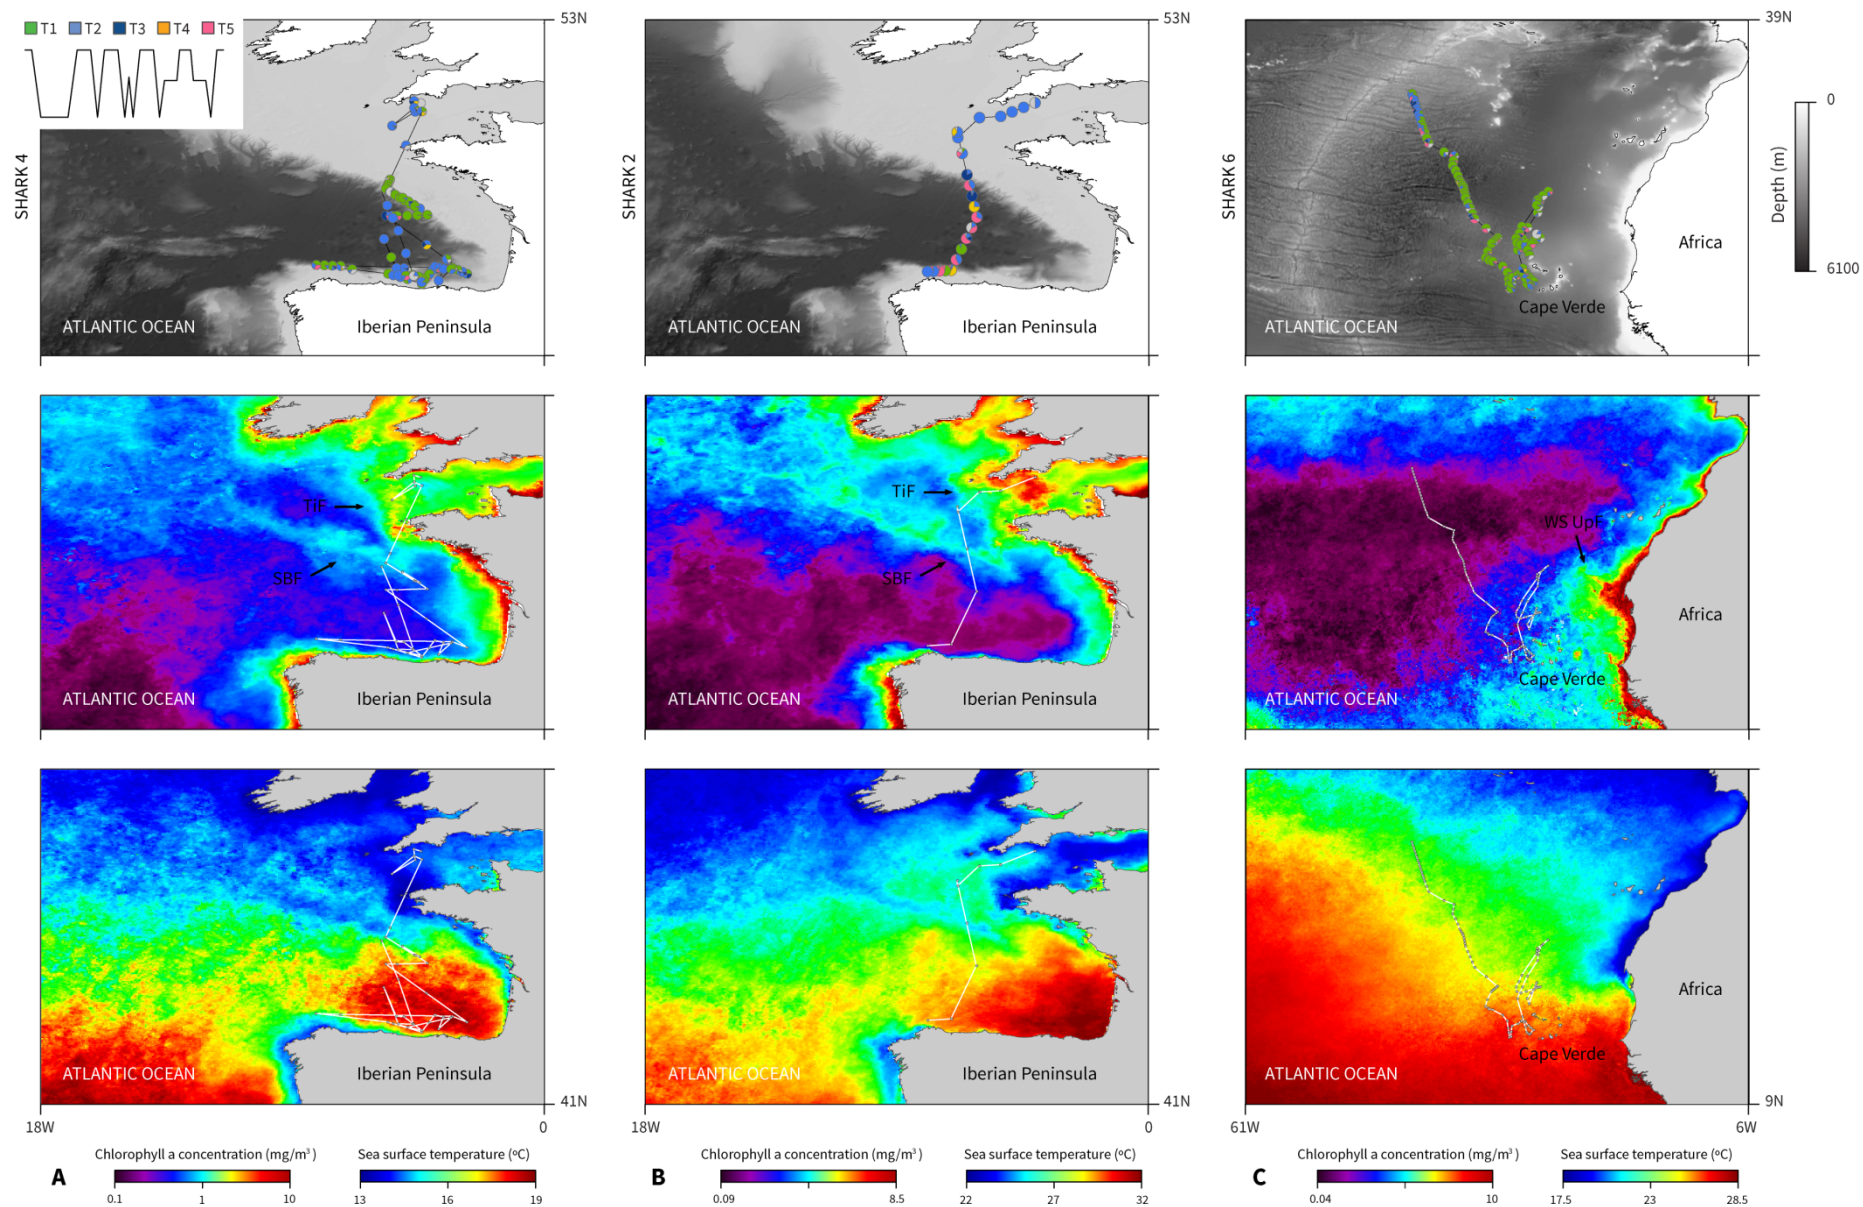 T1 T2 T3 T4 T5
53N
53N
39N
SHARK 4
SHARK 2
SHARK 6
0
Depth (m)
6100
Africa
Cape Verde
ATLANTIC OCEAN
Iberian Peninsula
ATLANTIC OCEAN
Iberian Peninsula
ATLANTIC OCEAN
TiF
SBF
ATLANTIC OCEAN
Iberian Peninsula
TiF
SBF
ATLANTIC OCEAN
Iberian Peninsula
WS UpF
Africa
Cape Verde
ATLANTIC OCEAN
ATLANTIC OCEAN
Iberian Peninsula
ATLANTIC OCEAN
Iberian Peninsula
Africa
Cape Verde
ATLANTIC OCEAN
41N
41N
9N
18W
0
18W
0
61W
6W
A
Chlorophyll a concentration (mg/m³)
0.1 1 10
Sea surface temperature (ºC)
13 16 19
B
Chlorophyll a concentration (mg/m³)
0.09 8.5
Sea surface temperature (ºC)
22 27 32
C
Chlorophyll a concentration (mg/m³)
0.04 10
Sea surface temperature (ºC)
17.5 23 28.5